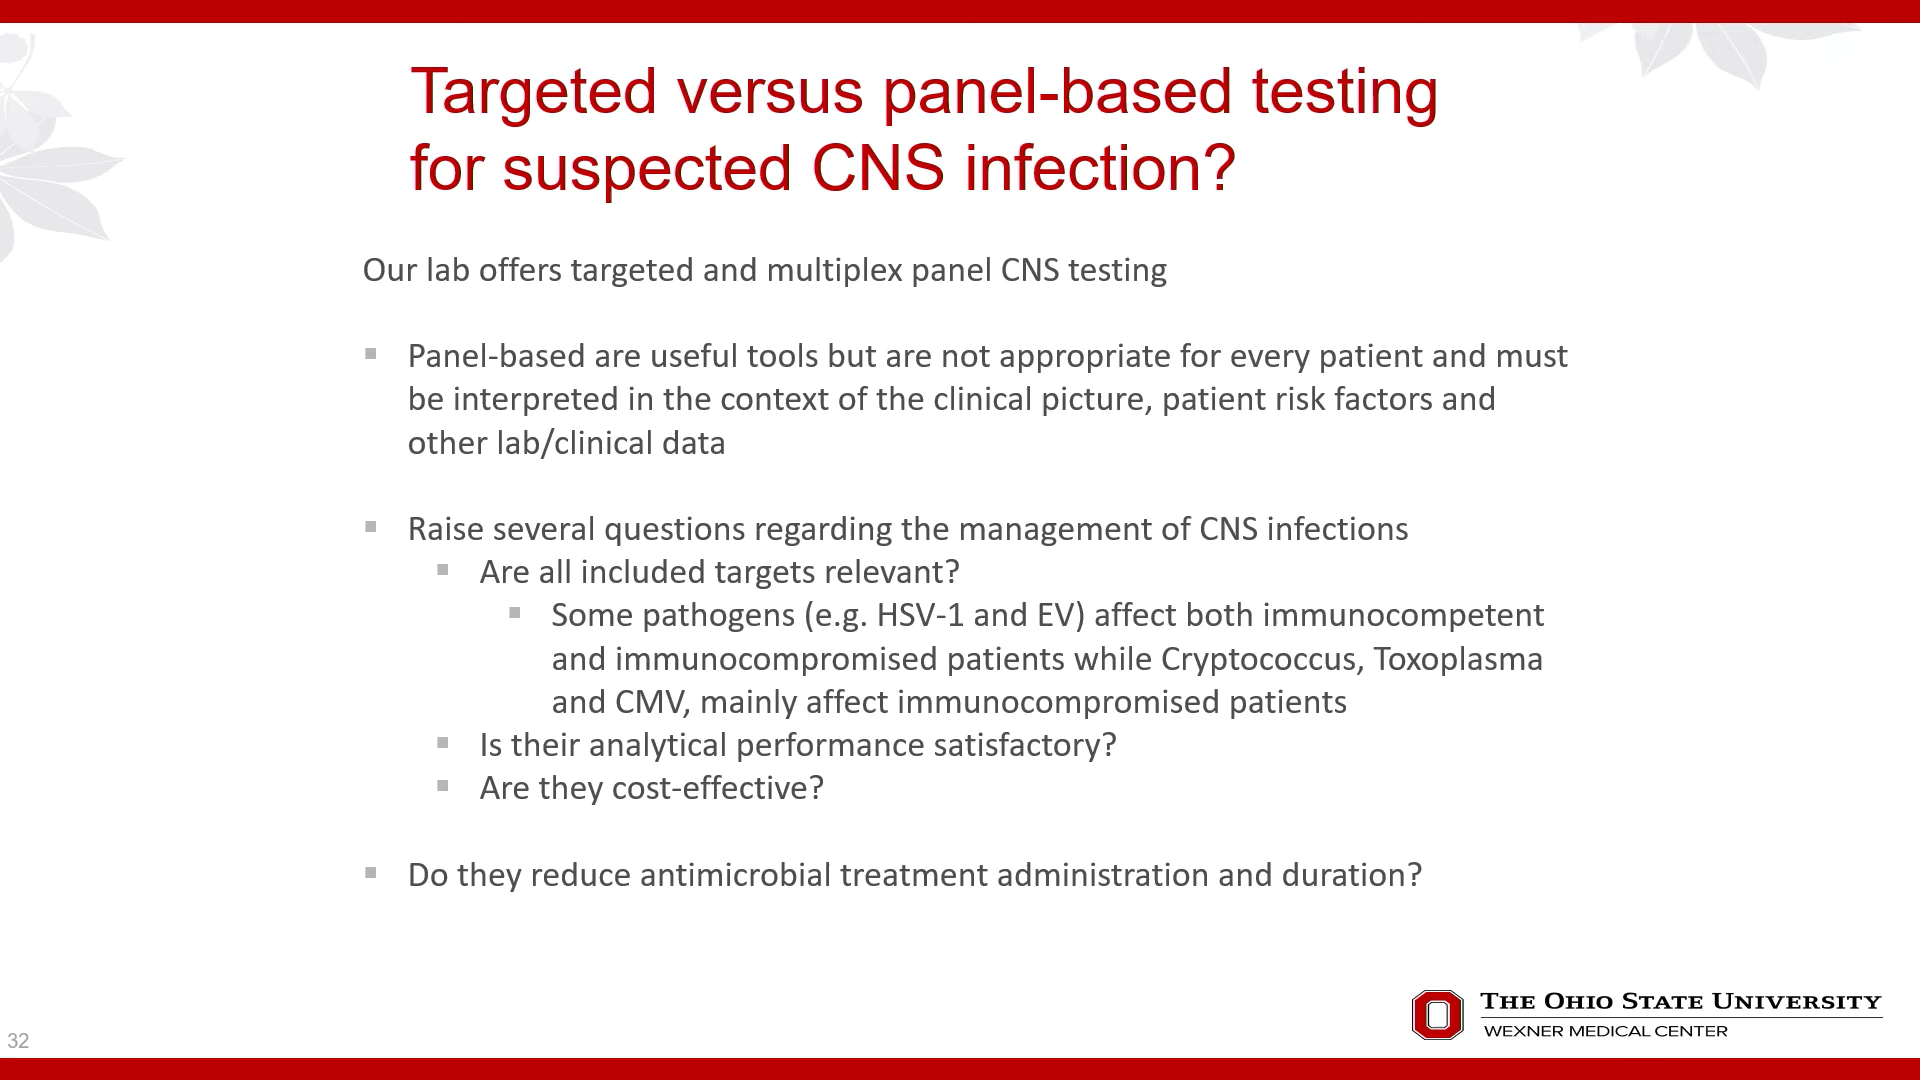 Targeted versus panel-based testing
for suspected CNS infection?
Our lab offers targeted and multiplex panel CNS testing
Panel-based are useful tools but are not appropriate for every patient and must
be interpreted in the context of the clinical picture, patient risk factors and
other lab/clinical data
Raise several questions regarding the management of CNS infections
Are all included targets relevant?
Some pathogens (e.g. HSV-1 and EV) affect both immunocompetent
and immunocompromised patients while Cryptococcus, Toxoplasma
and CMV, mainly affect immunocompromised patients
Is their analytical performance satisfactory?
Are they cost-effective?
Do they reduce antimicrobial treatment administration and duration?
THE OHIO STATE UNIVERSITY
WEXNER MEDICAL CENTER
32